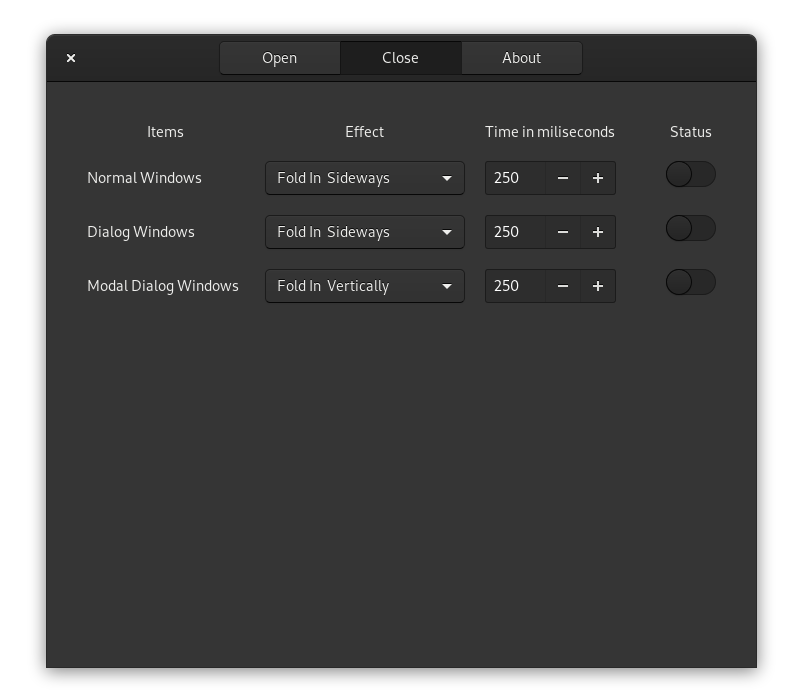 Open Close About
Items Effect Time in miliseconds Status
Normal Windows Fold In Sideways 250
Dialog Windows Fold In Sideways 250
Modal Dialog Windows Fold In Vertically 250